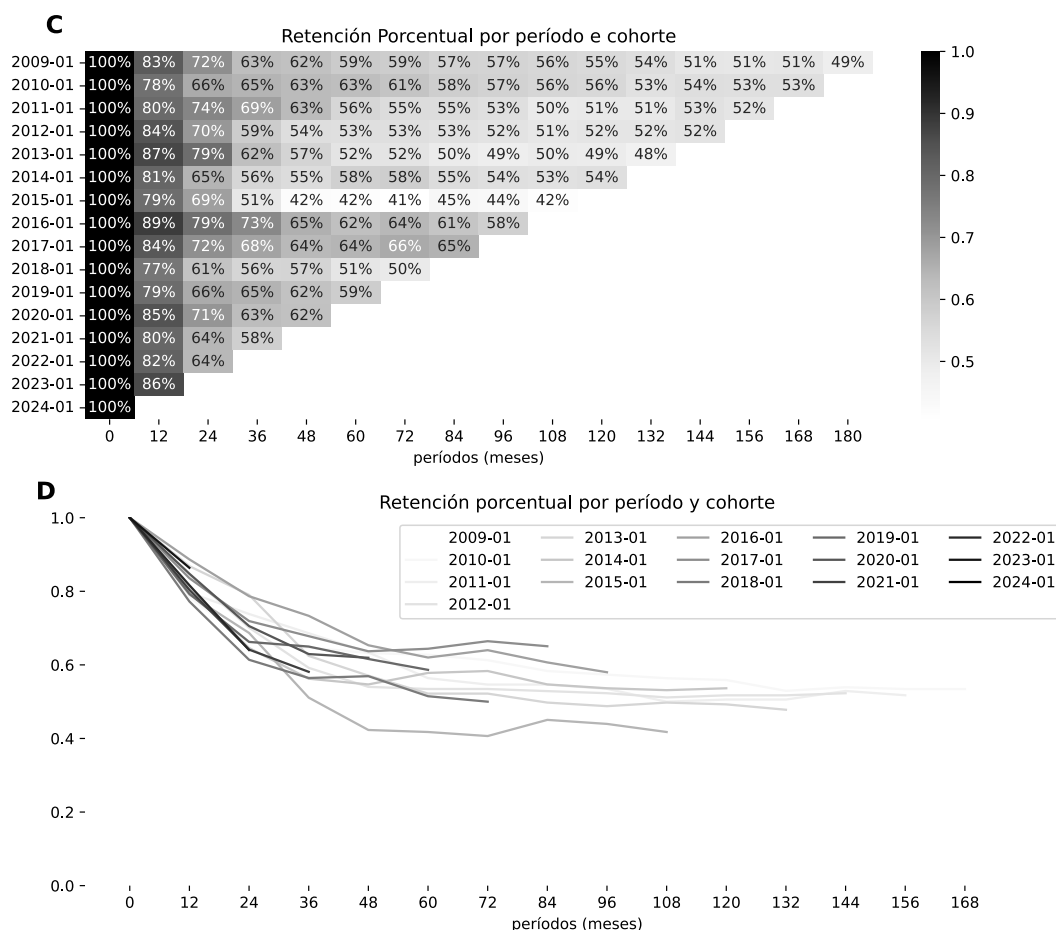 C
Retención Porcentual por período e cohorte
2009-01 100% 83% 72% 63% 62% 59% 59% 57% 57% 56% 55% 54% 51% 51% 51% 49%
2010-01 100% 78% 66% 65% 63% 63% 61% 58% 57% 56% 56% 53% 54% 53% 53%
2011-01 100% 80% 74% 69% 63% 56% 55% 55% 53% 50% 51% 51% 53% 52%
2012-01 100% 84% 70% 59% 54% 53% 53% 53% 52% 51% 52% 52% 52%
2013-01 100% 87% 79% 62% 57% 52% 52% 50% 49% 50% 49% 48%
2014-01 100% 81% 65% 56% 55% 58% 58% 55% 54% 53% 54%
2015-01 100% 79% 69% 51% 42% 42% 41% 45% 44% 42%
2016-01 100% 89% 79% 73% 65% 62% 64% 61% 58%
2017-01 100% 84% 72% 68% 64% 64% 66% 65%
2018-01 100% 77% 61% 56% 57% 51% 50%
2019-01 100% 79% 66% 65% 62% 59%
2020-01 100% 85% 71% 63% 62%
2021-01 100% 80% 64% 58%
2022-01 100% 82% 64%
2023-01 100% 86%
2024-01 100%
0 12 24 36 48 60 72 84 96 108 120 132 144 156 168 180
períodos (meses)
1.0
0.9
0.8
0.7
0.6
0.5
D
Retención porcentual por período y cohorte
2009-01 2013-01 2016-01 2019-01 2022-01
2010-01 2014-01 2017-01 2020-01 2023-01
2011-01 2015-01 2018-01 2021-01 2024-01
2012-01
1.0
0.8
0.6
0.4
0.2
0.0
0 12 24 36 48 60 72 84 96 108 120 132 144 156 168
períodos (meses)